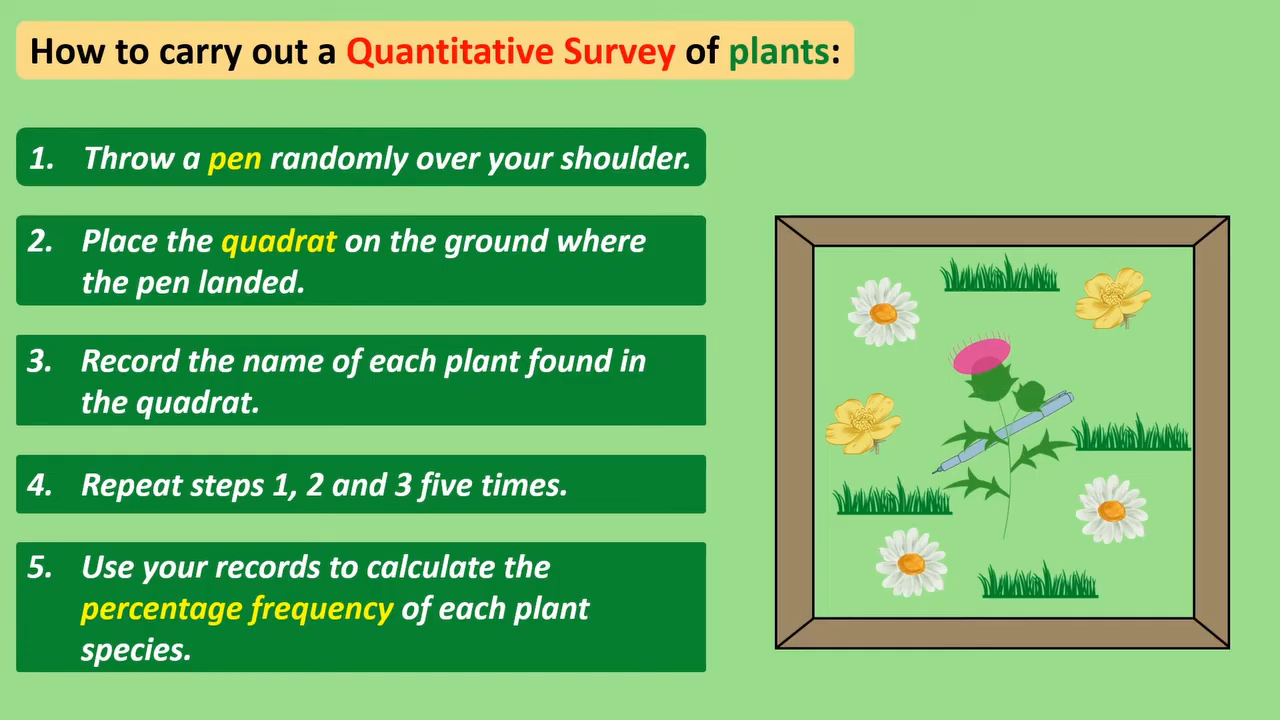 How to carry out a Quantitative Survey of plants:
1. Throw a pen randomly over your shoulder.
2. Place the quadrat on the ground where
the pen landed.
3. Record the name of each plant found in
the quadrat.
4. Repeat steps 1, 2 and 3 five times.
5. Use your records to calculate the
percentage frequency of each plant
species.